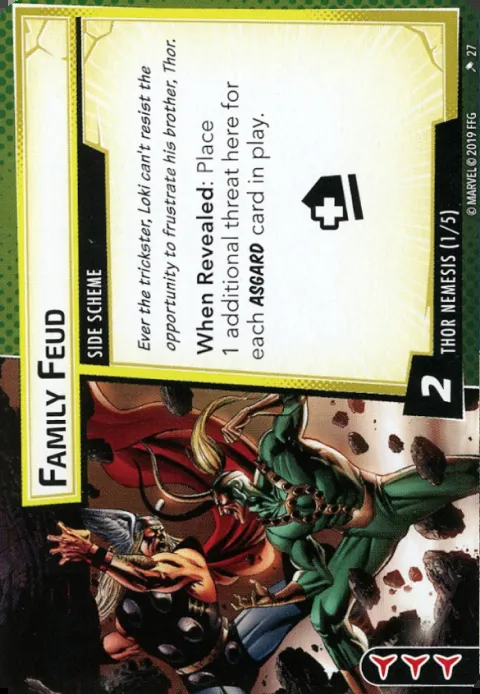 FAMILY FEUD
SIDE SCHEME
Ever the trickster, Loki can't resist the
opportunity to frustrate his brother, Thor.
When Revealed: Place
1 additional threat here for
each ASGARD card in play.
2
THOR NEMESIS (1/5)
© MARVEL © 2019 FFG
27